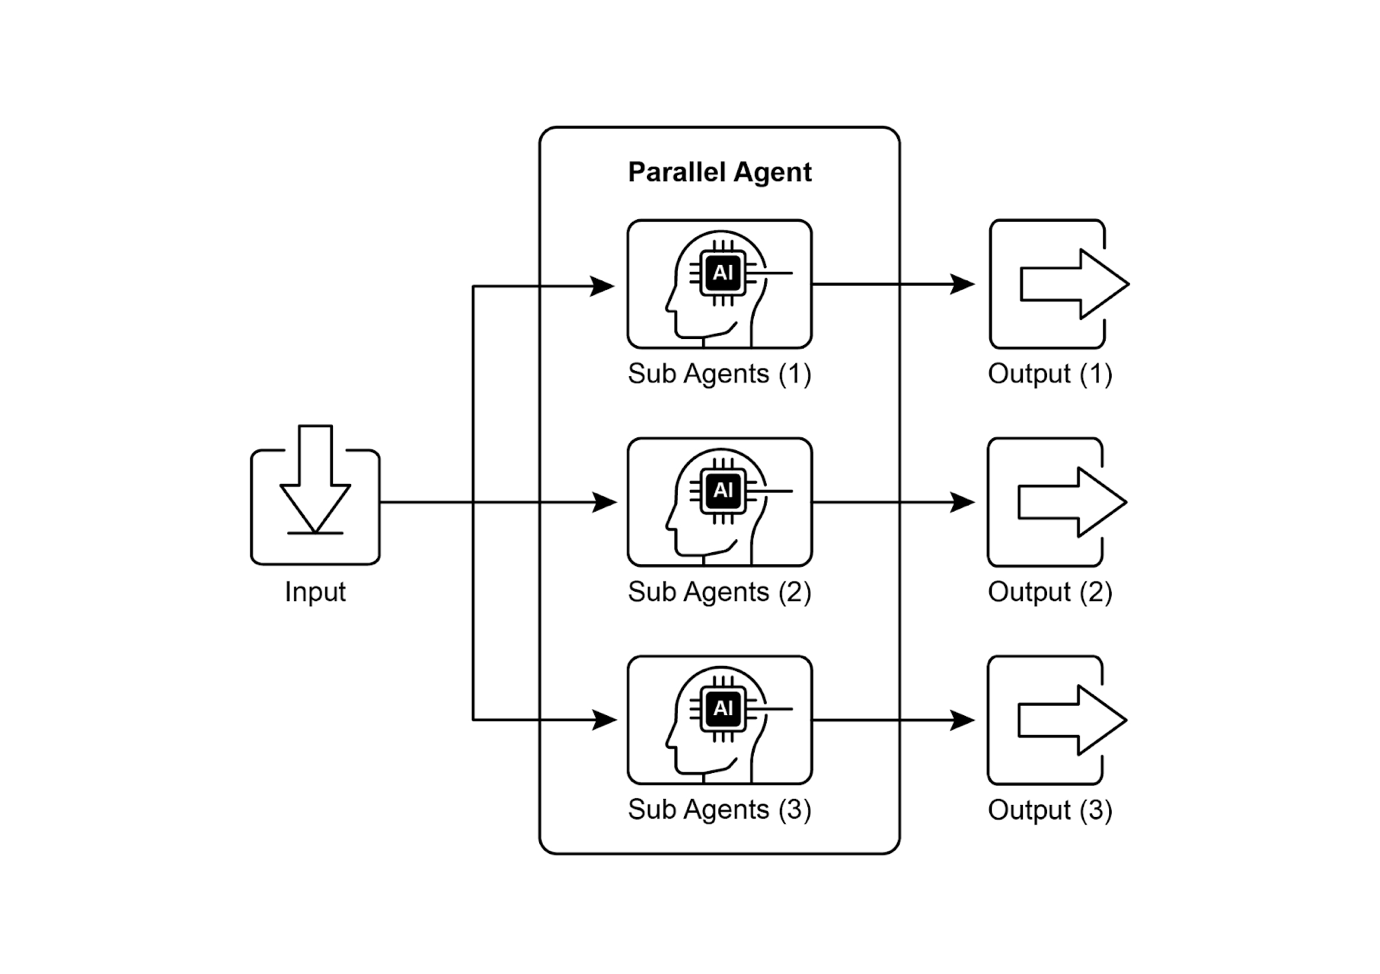 Parallel Agent
AI
Sub Agents (1)
Output (1)
AI
Input
Sub Agents (2)
Output (2)
AI
Sub Agents (3)
Output (3)